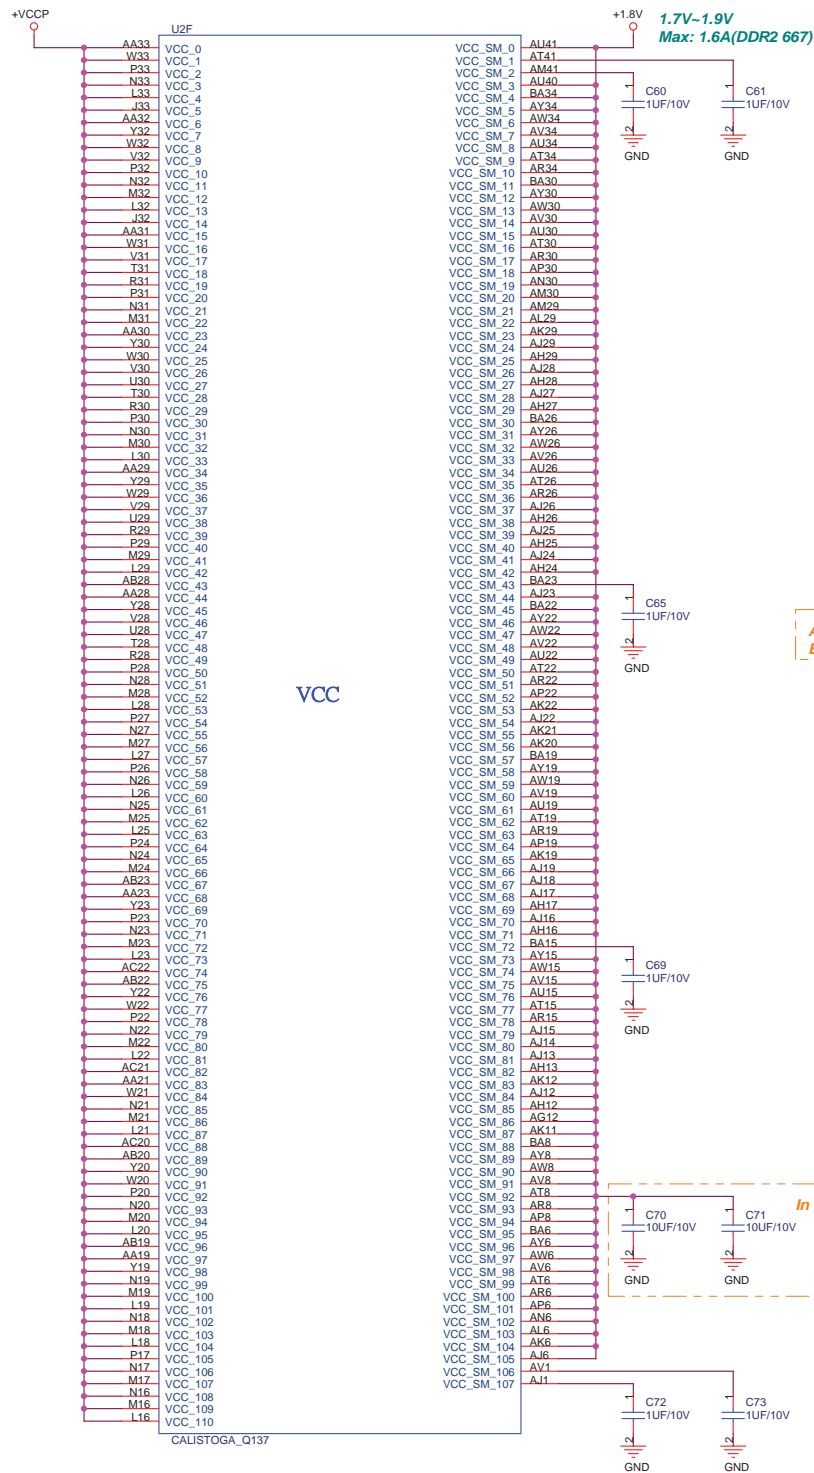 +VCCP
U2F
+1.8V
1.7V~1.9V
Max: 1.6A(DDR2 667)
AA33 VCC_0 VCC_SM_0 AU41
W33 VCC_1 VCC_SM_1 AT41
P33 VCC_2 VCC_SM_2 AM41
N33 VCC_3 VCC_SM_3 AU40
L33 VCC_4 VCC_SM_4 BA34
J33 VCC_5 VCC_SM_5 AY34
AA32 VCC_6 VCC_SM_6 AW34
Y32 VCC_7 VCC_SM_7 AV34
W32 VCC_8 VCC_SM_8 AU34
V32 VCC_9 VCC_SM_9 AT34
P32 VCC_10 VCC_SM_10 AR34
N32 VCC_11 VCC_SM_11 BA30
M32 VCC_12 VCC_SM_12 AY30
L32 VCC_13 VCC_SM_13 AW30
J32 VCC_14 VCC_SM_14 AV30
AA31 VCC_15 VCC_SM_15 AU30
W31 VCC_16 VCC_SM_16 AT30
V31 VCC_17 VCC_SM_17 AR30
T31 VCC_18 VCC_SM_18 AP30
R31 VCC_19 VCC_SM_19 AN30
P31 VCC_20 VCC_SM_20 AM30
N31 VCC_21 VCC_SM_21 AM29
M31 VCC_22 VCC_SM_22 AL29
AA30 VCC_23 VCC_SM_23 AK29
Y30 VCC_24 VCC_SM_24 AJ29
W30 VCC_25 VCC_SM_25 AH29
V30 VCC_26 VCC_SM_26 AJ28
U30 VCC_27 VCC_SM_27 AH28
T30 VCC_28 VCC_SM_28 AJ27
R30 VCC_29 VCC_SM_29 AH27
P30 VCC_30 VCC_SM_30 BA26
N30 VCC_31 VCC_SM_31 AY26
M30 VCC_32 VCC_SM_32 AW26
L30 VCC_33 VCC_SM_33 AV26
AA29 VCC_34 VCC_SM_34 AU26
Y29 VCC_35 VCC_SM_35 AT26
W29 VCC_36 VCC_SM_36 AR26
V29 VCC_37 VCC_SM_37 AJ26
U29 VCC_38 VCC_SM_38 AH26
R29 VCC_39 VCC_SM_39 AJ25
P29 VCC_40 VCC_SM_40 AH25
M29 VCC_41 VCC_SM_41 AJ24
L29 VCC_42 VCC_SM_42 AH24
AB28 VCC_43 VCC_SM_43 BA23
AA28 VCC_44 VCC_SM_44 AJ23
Y28 VCC_45 VCC_SM_45 BA22
V28 VCC_46 VCC_SM_46 AY22
U28 VCC_47 VCC_SM_47 AW22
T28 VCC_48 VCC_SM_48 AV22
R28 VCC_49 VCC_SM_49 AU22
P28 VCC_50 VCC_SM_50 AT22
N28 VCC_51 VCC_SM_51 AR22
M28 VCC_52 VCC_SM_52 AP22
L28 VCC_53 VCC_SM_53 AK22
P27 VCC_54 VCC_SM_54 AJ22
N27 VCC_55 VCC_SM_55 AK21
M27 VCC_56 VCC_SM_56 AK20
L27 VCC_57 VCC_SM_57 BA19
P26 VCC_58 VCC_SM_58 AY19
N26 VCC_59 VCC_SM_59 AW19
L26 VCC_60 VCC_SM_60 AV19
N25 VCC_61 VCC_SM_61 AU19
M25 VCC_62 VCC_SM_62 AT19
L25 VCC_63 VCC_SM_63 AR19
P24 VCC_64 VCC_SM_64 AP19
N24 VCC_65 VCC_SM_65 AK19
M24 VCC_66 VCC_SM_66 AJ19
AB23 VCC_67 VCC_SM_67 AJ18
AA23 VCC_68 VCC_SM_68 AJ17
Y23 VCC_69 VCC_SM_69 AH17
P23 VCC_70 VCC_SM_70 AJ16
N23 VCC_71 VCC_SM_71 AH16
M23 VCC_72 VCC_SM_72 BA15
L23 VCC_73 VCC_SM_73 AY15
AC22 VCC_74 VCC_SM_74 AW15
AB22 VCC_75 VCC_SM_75 AV15
Y22 VCC_76 VCC_SM_76 AU15
W22 VCC_77 VCC_SM_77 AT15
P22 VCC_78 VCC_SM_78 AR15
N22 VCC_79 VCC_SM_79 AJ15
M22 VCC_80 VCC_SM_80 AJ14
L22 VCC_81 VCC_SM_81 AJ13
AC21 VCC_82 VCC_SM_82 AH13
AA21 VCC_83 VCC_SM_83 AK12
W21 VCC_84 VCC_SM_84 AJ12
N21 VCC_85 VCC_SM_85 AH12
M21 VCC_86 VCC_SM_86 AG12
L21 VCC_87 VCC_SM_87 AK11
AC20 VCC_88 VCC_SM_88 BA8
AB20 VCC_89 VCC_SM_89 AY8
Y20 VCC_90 VCC_SM_90 AW8
W20 VCC_91 VCC_SM_91 AV8
P20 VCC_92 VCC_SM_92 AT8
N20 VCC_93 VCC_SM_93 AR8
M20 VCC_94 VCC_SM_94 AP8
L20 VCC_95 VCC_SM_95 BA6
AB19 VCC_96 VCC_SM_96 AY6
AA19 VCC_97 VCC_SM_97 AW6
Y19 VCC_98 VCC_SM_98 AV6
N19 VCC_99 VCC_SM_99 AT6
M19 VCC_100 VCC_SM_100 AR6
L19 VCC_101 VCC_SM_101 AP6
N18 VCC_102 VCC_SM_102 AN6
M18 VCC_103 VCC_SM_103 AL6
L18 VCC_104 VCC_SM_104 AK6
P17 VCC_105 VCC_SM_105 AJ6
N17 VCC_106 VCC_SM_106 AV1
M17 VCC_107 VCC_SM_107 AJ1
N16 VCC_108
M16 VCC_109
L16 VCC_110
VCC
CALISTOGA_Q137
1 C60 1UF/10V 2 GND
1 C61 1UF/10V 2 GND
1 C65 1UF/10V 2 GND
1 C69 1UF/10V 2 GND
In
1 C70 10UF/10V 2 GND
1 C71 10UF/10V 2 GND
1 C72 1UF/10V 2 GND
1 C73 1UF/10V 2 GND